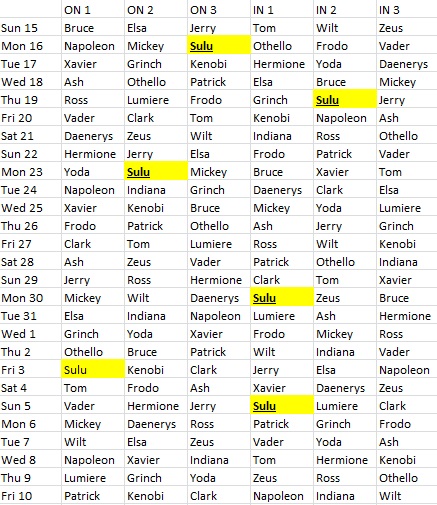 ON 1 ON 2 ON 3 IN 1 IN 2 IN 3
Sun 15 Bruce Elsa Jerry Tom Wilt Zeus
Mon 16 Napoleon Mickey Sulu Othello Frodo Vader
Tue 17 Xavier Grinch Kenobi Hermione Yoda Daenerys
Wed 18 Ash Othello Patrick Elsa Bruce Mickey
Thu 19 Ross Lumiere Frodo Grinch Sulu Jerry
Fri 20 Vader Clark Tom Kenobi Napoleon Ash
Sat 21 Daenerys Zeus Wilt Indiana Ross Othello
Sun 22 Hermione Jerry Elsa Frodo Patrick Vader
Mon 23 Yoda Sulu Mickey Bruce Xavier Tom
Tue 24 Napoleon Indiana Grinch Daenerys Clark Elsa
Wed 25 Xavier Kenobi Bruce Mickey Yoda Lumiere
Thu 26 Frodo Patrick Othello Ash Jerry Grinch
Fri 27 Clark Tom Lumiere Ross Wilt Kenobi
Sat 28 Ash Zeus Vader Patrick Othello Indiana
Sun 29 Jerry Ross Hermione Clark Tom Xavier
Mon 30 Mickey Wilt Daenerys Sulu Zeus Bruce
Tue 31 Elsa Indiana Napoleon Lumiere Ash Hermione
Wed 1 Grinch Yoda Xavier Frodo Mickey Ross
Thu 2 Othello Bruce Patrick Wilt Indiana Vader
Fri 3 Sulu Kenobi Clark Jerry Elsa Napoleon
Sat 4 Tom Frodo Ash Xavier Daenerys Zeus
Sun 5 Vader Hermione Jerry Sulu Lumiere Clark
Mon 6 Mickey Daenerys Ross Patrick Grinch Frodo
Tue 7 Wilt Elsa Zeus Vader Yoda Ash
Wed 8 Napoleon Xavier Indiana Tom Hermione Kenobi
Thu 9 Lumiere Grinch Yoda Zeus Ross Othello
Fri 10 Patrick Kenobi Clark Napoleon Indiana Wilt